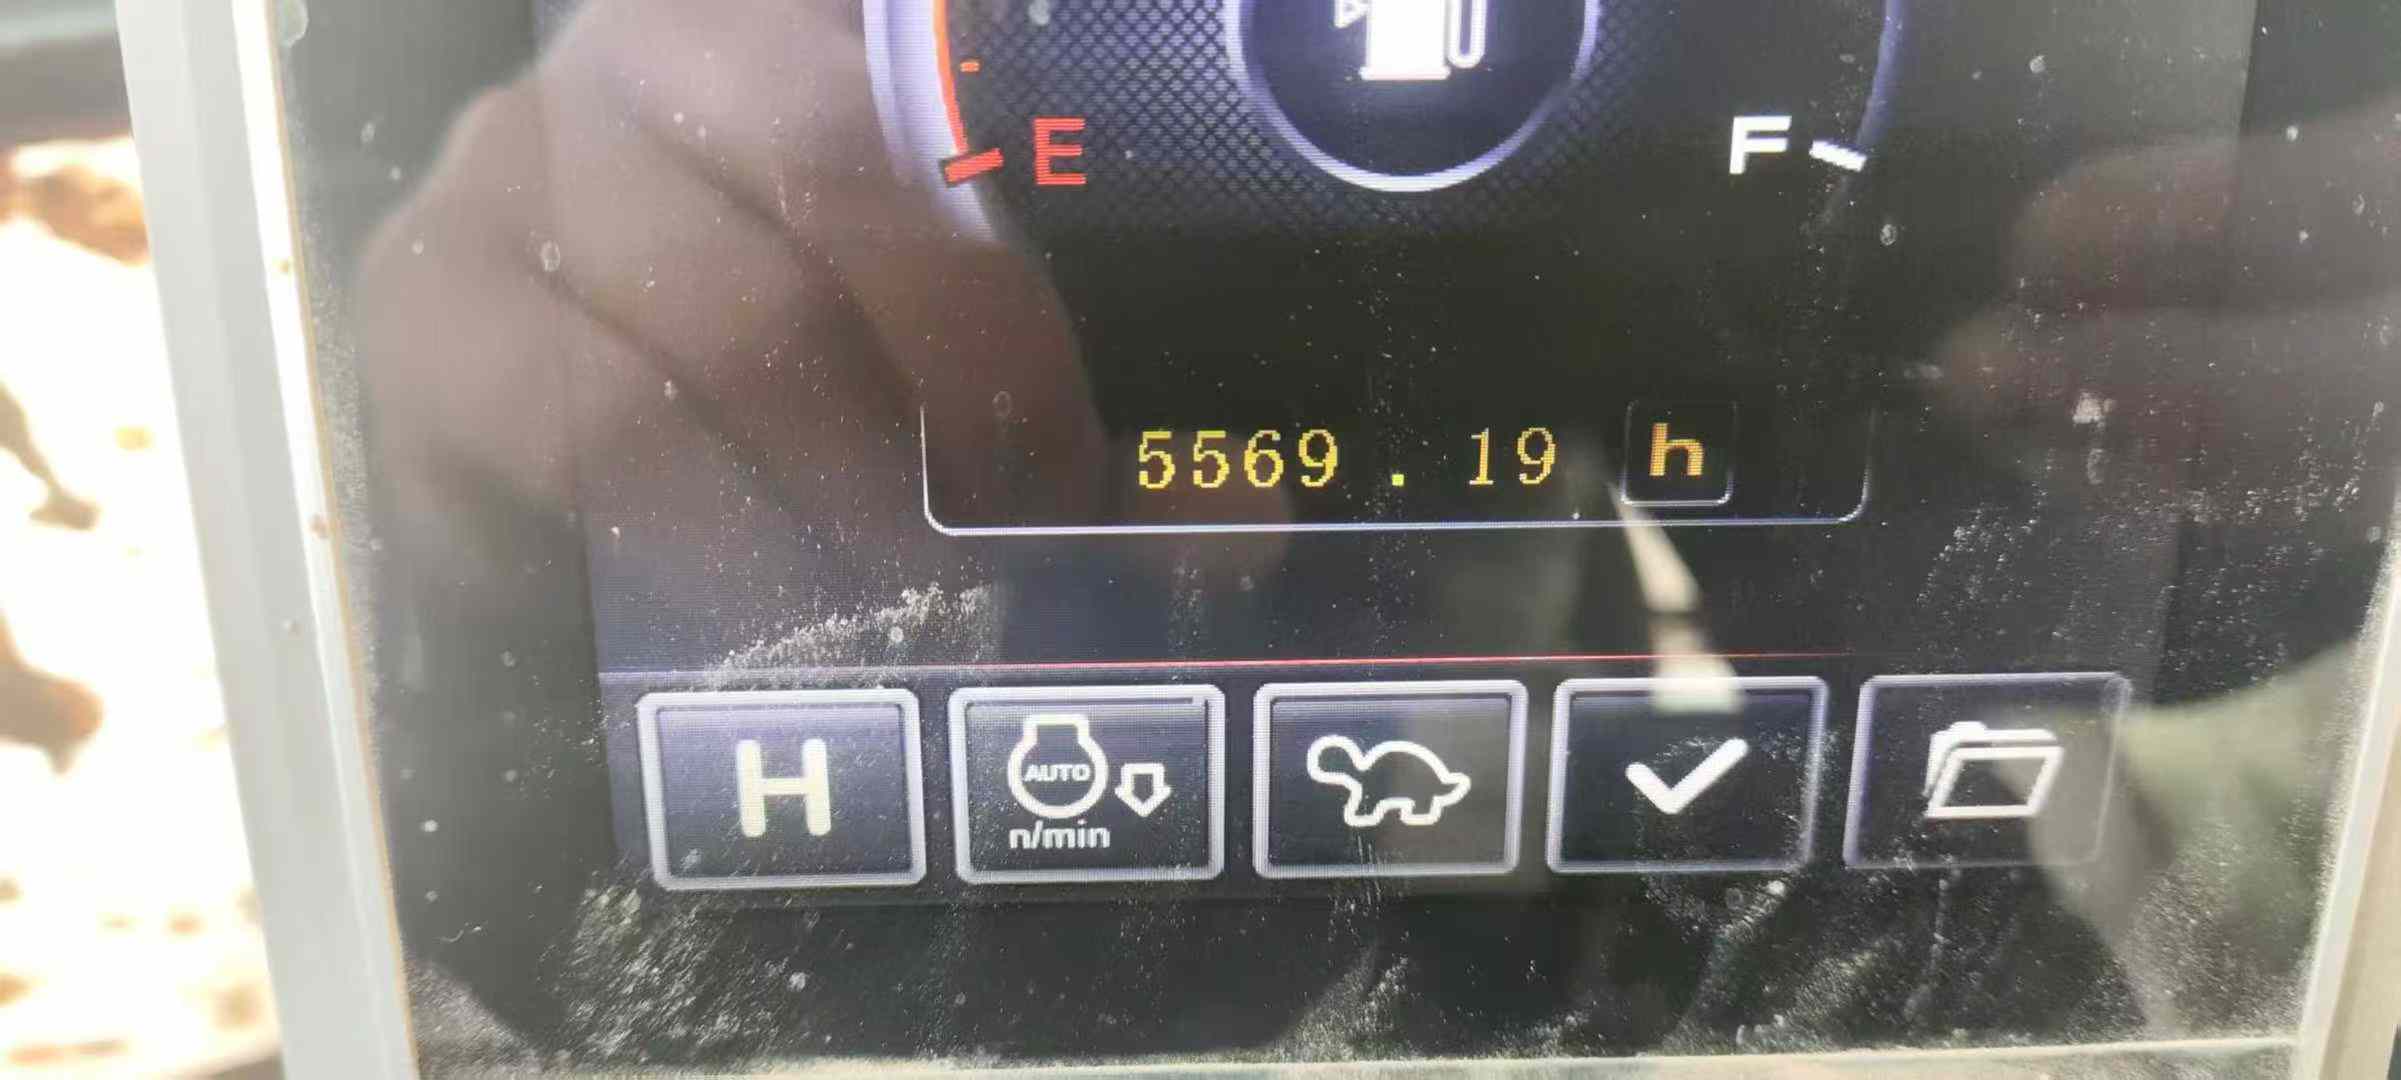 E F
5569 . 19 h
H AUTO
n/min